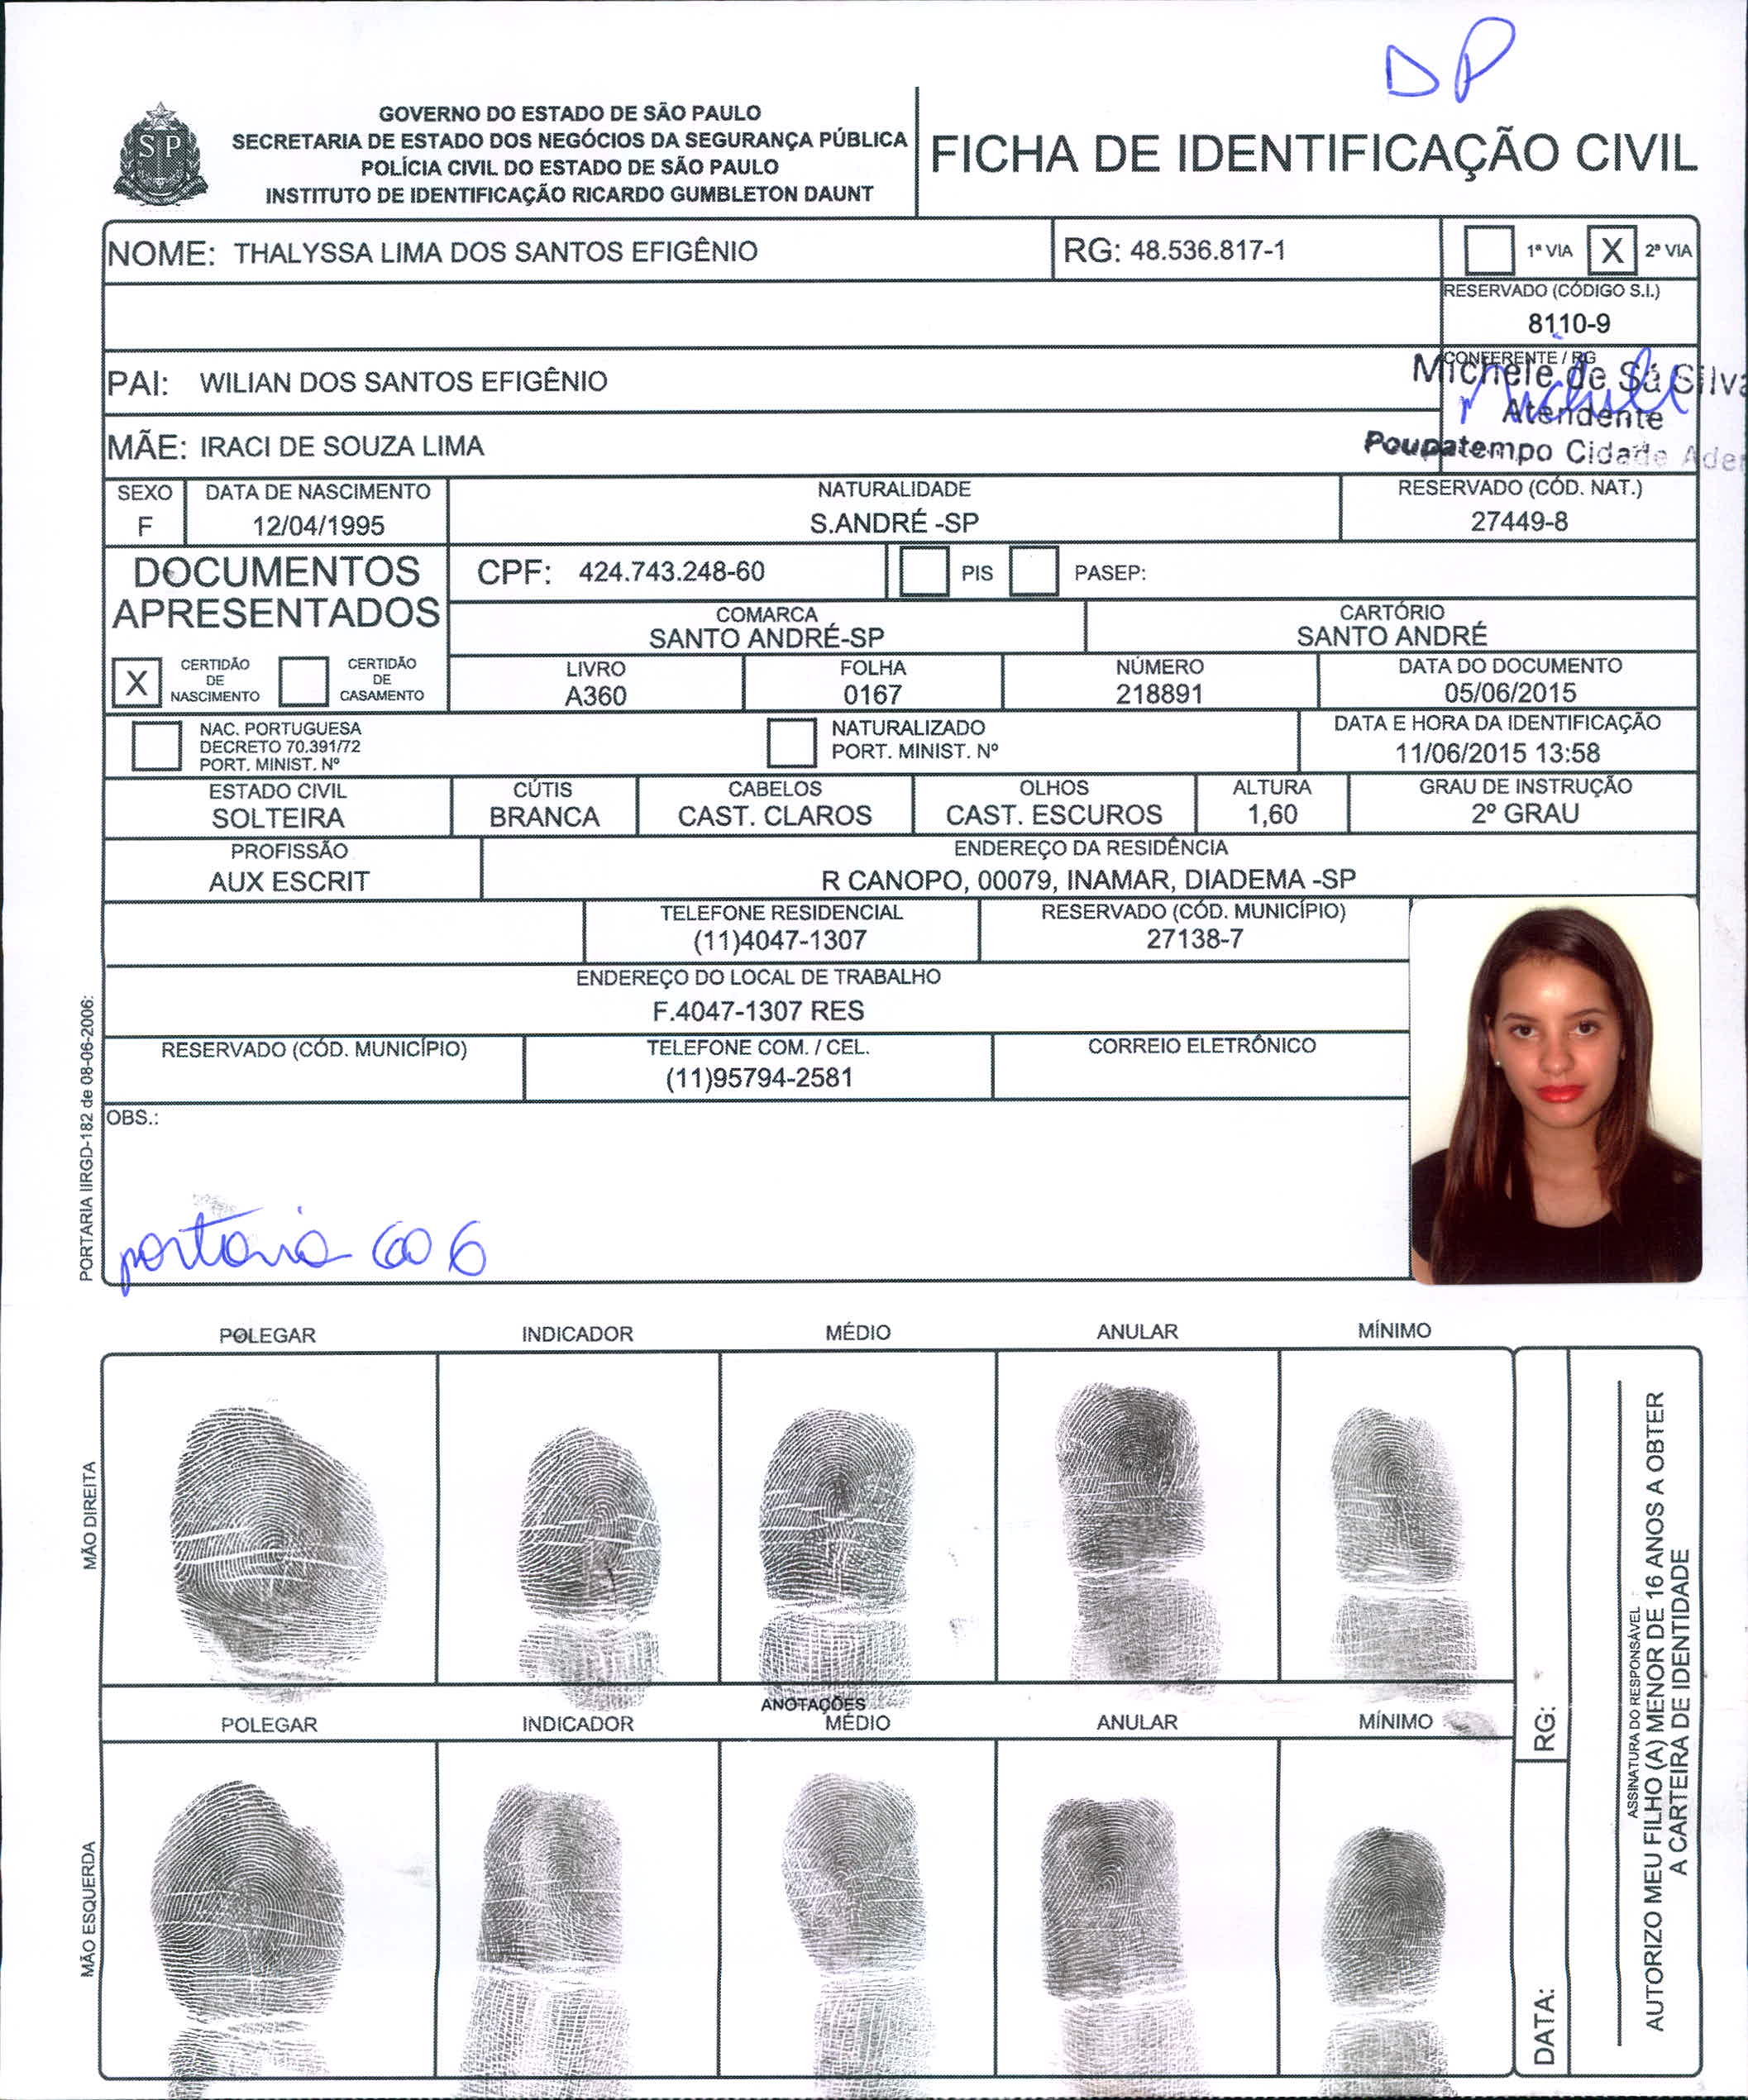 DP
GOVERNO DO ESTADO DE SÃO PAULO
SECRETARIA DE ESTADO DOS NEGÓCIOS DA SEGURANÇA PÚBLICA
POLÍCIA CIVIL DO ESTADO DE SÃO PAULO
INSTITUTO DE IDENTIFICAÇÃO RICARDO GUMBLETON DAUNT
SP
FICHA DE IDENTIFICAÇÃO CIVIL
NOME: THALYSSA LIMA DOS SANTOS EFIGÊNIO RG: 48.536.817-1 1ª VIA X 2ª VIA
RESERVADO (CÓDIGO S.I.)
8110-9
PAI: WILIAN DOS SANTOS EFIGÊNIO
CONFERENTE / RG
Michele de Sá Silva
Atendente
Poupatempo Cidade Ader
MÃE: IRACI DE SOUZA LIMA
SEXO DATA DE NASCIMENTO NATURALIDADE RESERVADO (CÓD. NAT.)
F 12/04/1995 S.ANDRÉ -SP 27449-8
DOCUMENTOS
APRESENTADOS
CPF: 424.743.248-60 PIS PASEP:
COMARCA CARTÓRIO
SANTO ANDRÉ-SP SANTO ANDRÉ
X CERTIDÃO
DE
NASCIMENTO
CERTIDÃO
DE
CASAMENTO
LIVRO FOLHA NÚMERO DATA DO DOCUMENTO
A360 0167 218891 05/06/2015
NAC. PORTUGUESA
DECRETO 70.391/72
PORT. MINIST. Nº
NATURALIZADO
PORT. MINIST. Nº
DATA E HORA DA IDENTIFICAÇÃO
11/06/2015 13:58
ESTADO CIVIL CÚTIS CABELOS OLHOS ALTURA GRAU DE INSTRUÇÃO
SOLTEIRA BRANCA CAST. CLAROS CAST. ESCUROS 1,60 2º GRAU
PROFISSÃO ENDEREÇO DA RESIDÊNCIA
AUX ESCRIT R CANOPO, 00079, INAMAR, DIADEMA -SP
TELEFONE RESIDENCIAL RESERVADO (CÓD. MUNICÍPIO)
(11)4047-1307 27138-7
ENDEREÇO DO LOCAL DE TRABALHO
F.4047-1307 RES
RESERVADO (CÓD. MUNICÍPIO) TELEFONE COM. / CEL. CORREIO ELETRÔNICO
(11)95794-2581
OBS.:
portaria
PORTARIA IIRGD-182 de 08-06-2006:
POLEGAR INDICADOR MÉDIO ANULAR MÍNIMO
MÃO DIREITA
ANOTAÇÕES
POLEGAR INDICADOR MÉDIO ANULAR MÍNIMO
MÃO ESQUERDA
RG:
DATA:
ASSINATURA DO RESPONSÁVEL
AUTORIZO MEU FILHO (A) MENOR DE 16 ANOS A OBTER
A CARTEIRA DE IDENTIDADE